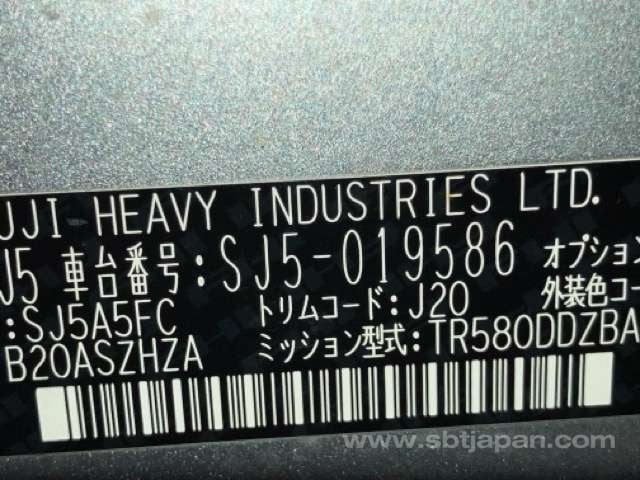 JJI HEAVY INDUSTRIES LTD.
J5 車台番号:SJ5-019586 オプション
:SJ5A5FC トリムコード:J20 外装色コー
B20ASZHZA ミッション型式:TR580DDZBA
www.sbtjapan.com